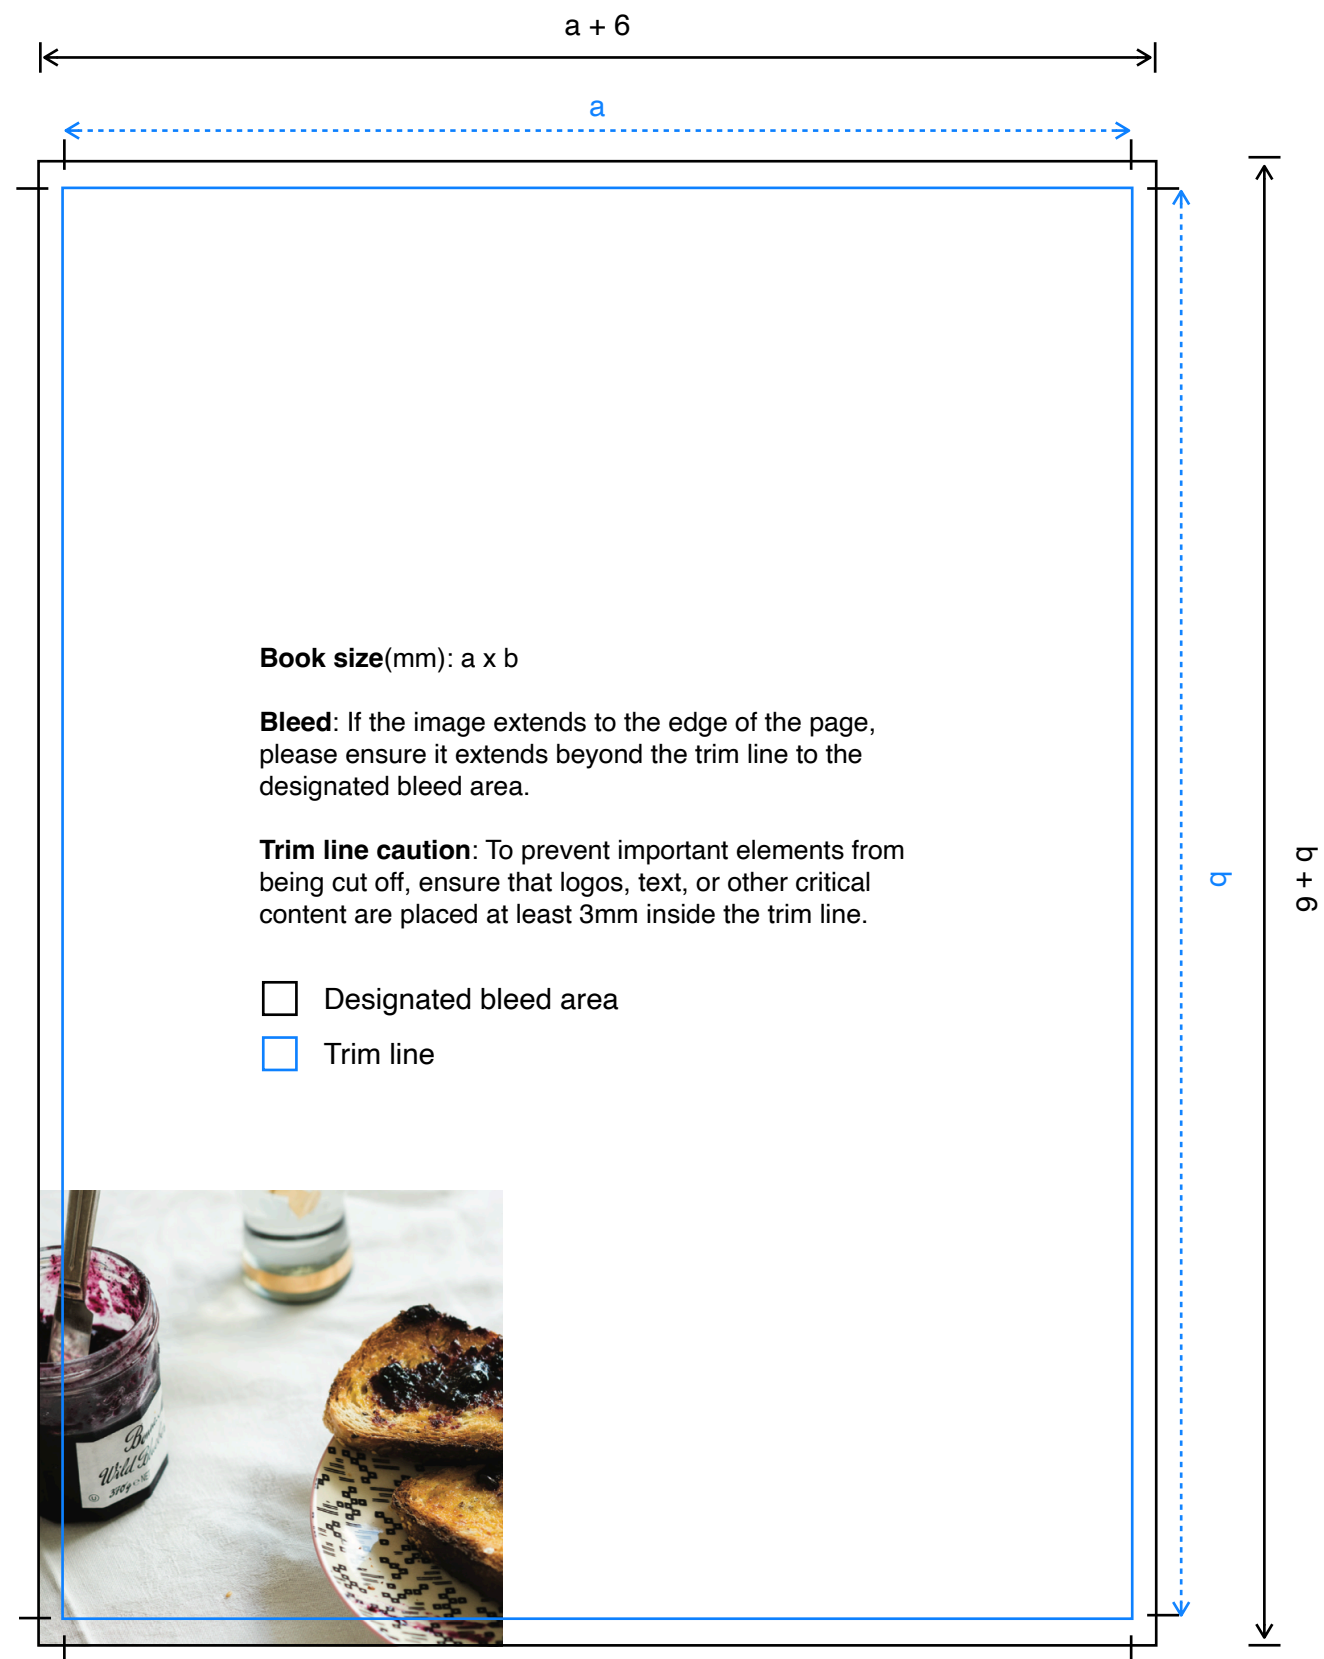 a + 6
a
Book size(mm): a x b
Bleed: If the image extends to the edge of the page,
please ensure it extends beyond the trim line to the
designated bleed area.
Trim line caution: To prevent important elements from
being cut off, ensure that logos, text, or other critical
content are placed at least 3mm inside the trim line.
b
b + 6
Designated bleed area
Trim line
Wild
370g